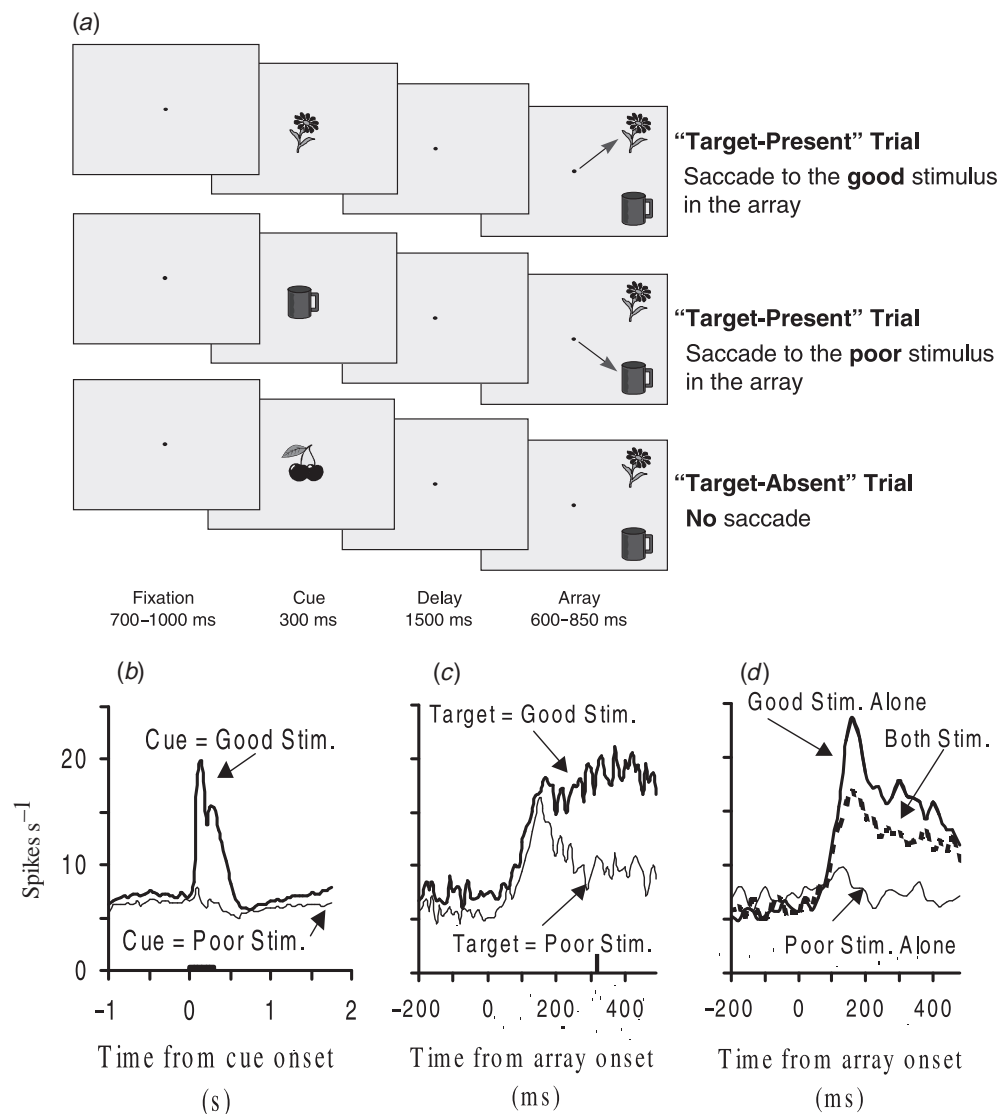 (a)
"Target-Present" Trial
Saccade to the good stimulus
in the array
"Target-Present" Trial
Saccade to the poor stimulus
in the array
"Target-Absent" Trial
No saccade
Fixation
700–1000 ms
Cue
300 ms
Delay
1500 ms
Array
600–850 ms
(b)
Cue = Good Stim.
Cue = Poor Stim.
Spikes s⁻¹
20
10
0
-1
0
1
2
Time from cue onset
(s)
(c)
Target = Good Stim.
Target = Poor Stim.
-200
0
200
400
Time from array onset
(ms)
(d)
Good Stim. Alone
Both Stim.
Poor Stim. Alone
-200
0
200
400
Time from array onset
(ms)